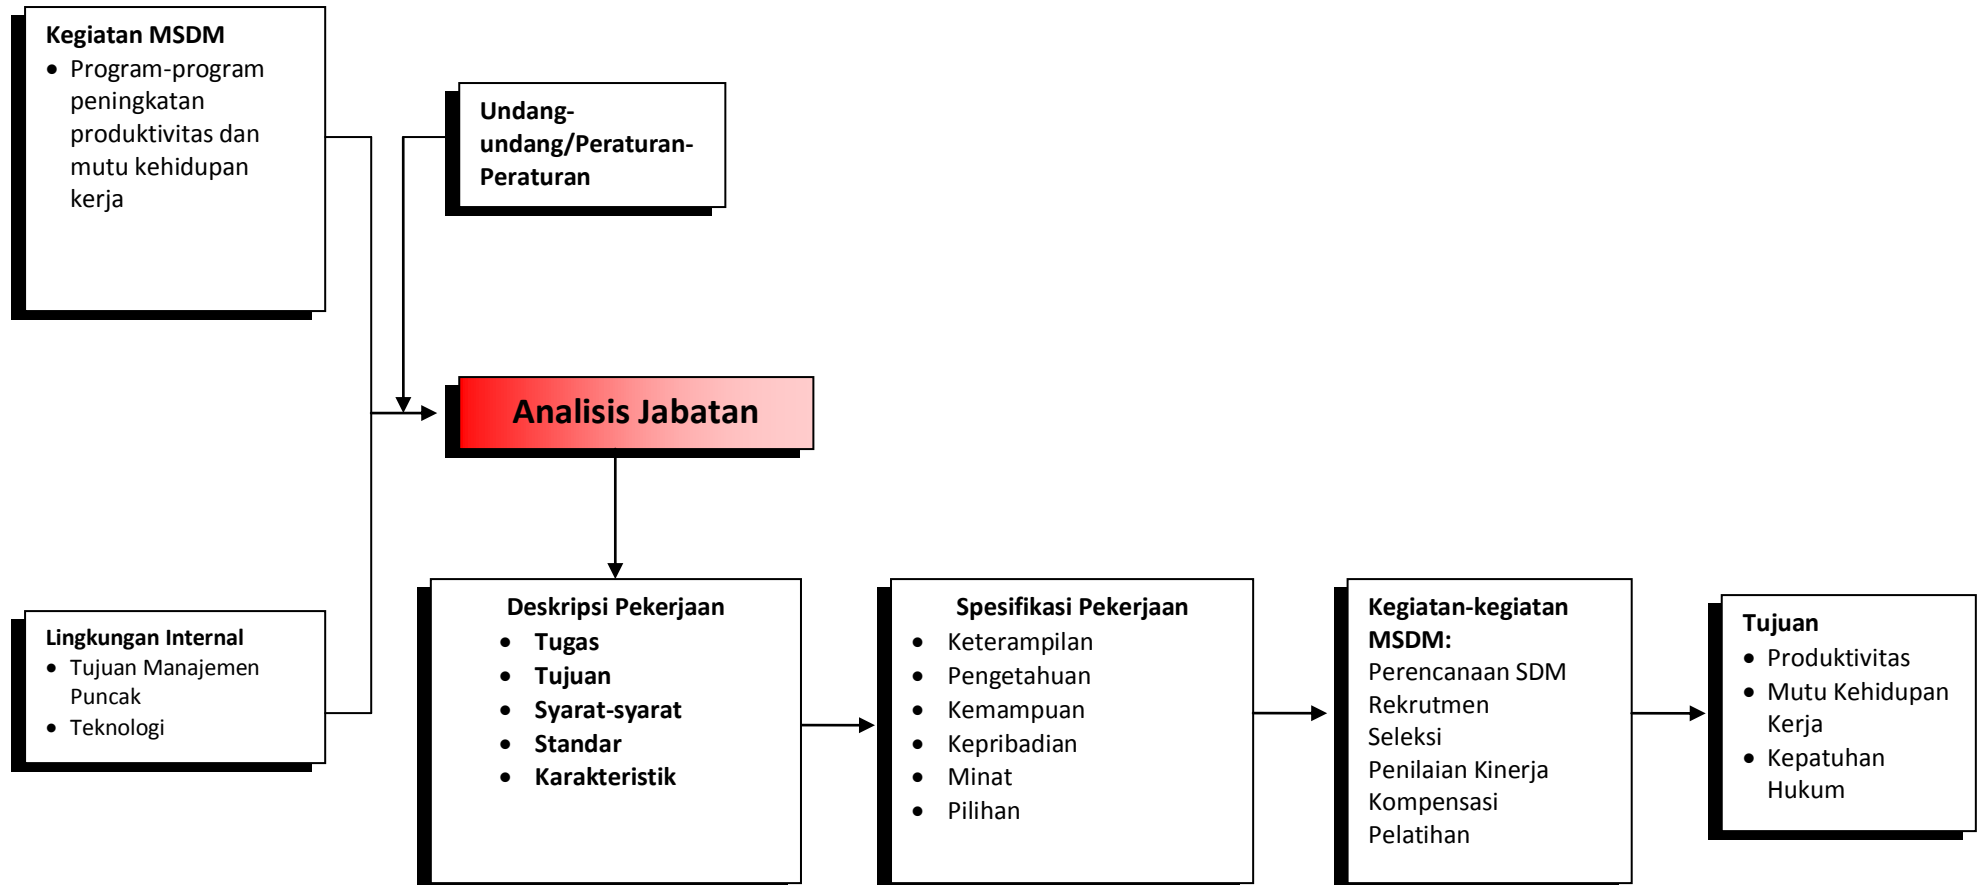 Kegiatan MSDM
• Program-program
peningkatan
produktivitas dan
mutu kehidupan
kerja
Undang-
undang/Peraturan-
Peraturan
Analisis Jabatan
Lingkungan Internal
• Tujuan Manajemen
Puncak
• Teknologi
Deskripsi Pekerjaan
• Tugas
• Tujuan
• Syarat-syarat
• Standar
• Karakteristik
Spesifikasi Pekerjaan
• Keterampilan
• Pengetahuan
• Kemampuan
• Kepribadian
• Minat
• Pilihan
Kegiatan-kegiatan
MSDM:
Perencanaan SDM
Rekrutmen
Seleksi
Penilaian Kinerja
Kompensasi
Pelatihan
Tujuan
• Produktivitas
• Mutu Kehidupan
Kerja
• Kepatuhan
Hukum